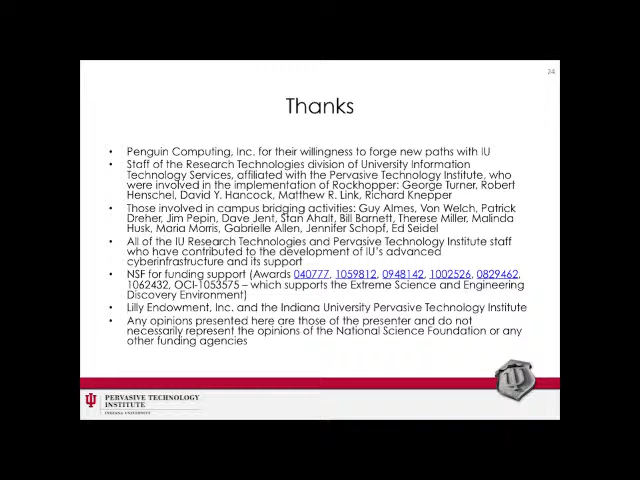 24
Thanks
• Penguin Computing, Inc. for their willingness to forge new paths with IU
• Staff of the Research Technologies division of University Information
Technology Services, affiliated with the Pervasive Technology Institute, who
were involved in the implementation of Rockhopper: George Turner, Robert
Henschel, David Y. Hancock, Matthew R. Link, Richard Knepper
• Those involved in campus bridging activities: Guy Almes, Von Welch, Patrick
Dreher, Jim Pepin, Dave Jent, Stan Ahalt, Bill Barnett, Therese Miller, Malinda
Husk, Maria Morris, Gabrielle Allen, Jennifer Schopf, Ed Seidel
• All of the IU Research Technologies and Pervasive Technology Institute staff
who have contributed to the development of IU's advanced
cyberinfrastructure and its support
• NSF for funding support (Awards 040777, 1059812, 0948142, 1002526, 0829462,
1062432, OCI-1053575 – which supports the Extreme Science and Engineering
Discovery Environment)
• Lilly Endowment, Inc. and the Indiana University Pervasive Technology Institute
• Any opinions presented here are those of the presenter and do not
necessarily represent the opinions of the National Science Foundation or any
other funding agencies
PERVASIVE TECHNOLOGY
INSTITUTE
INDIANA UNIVERSITY